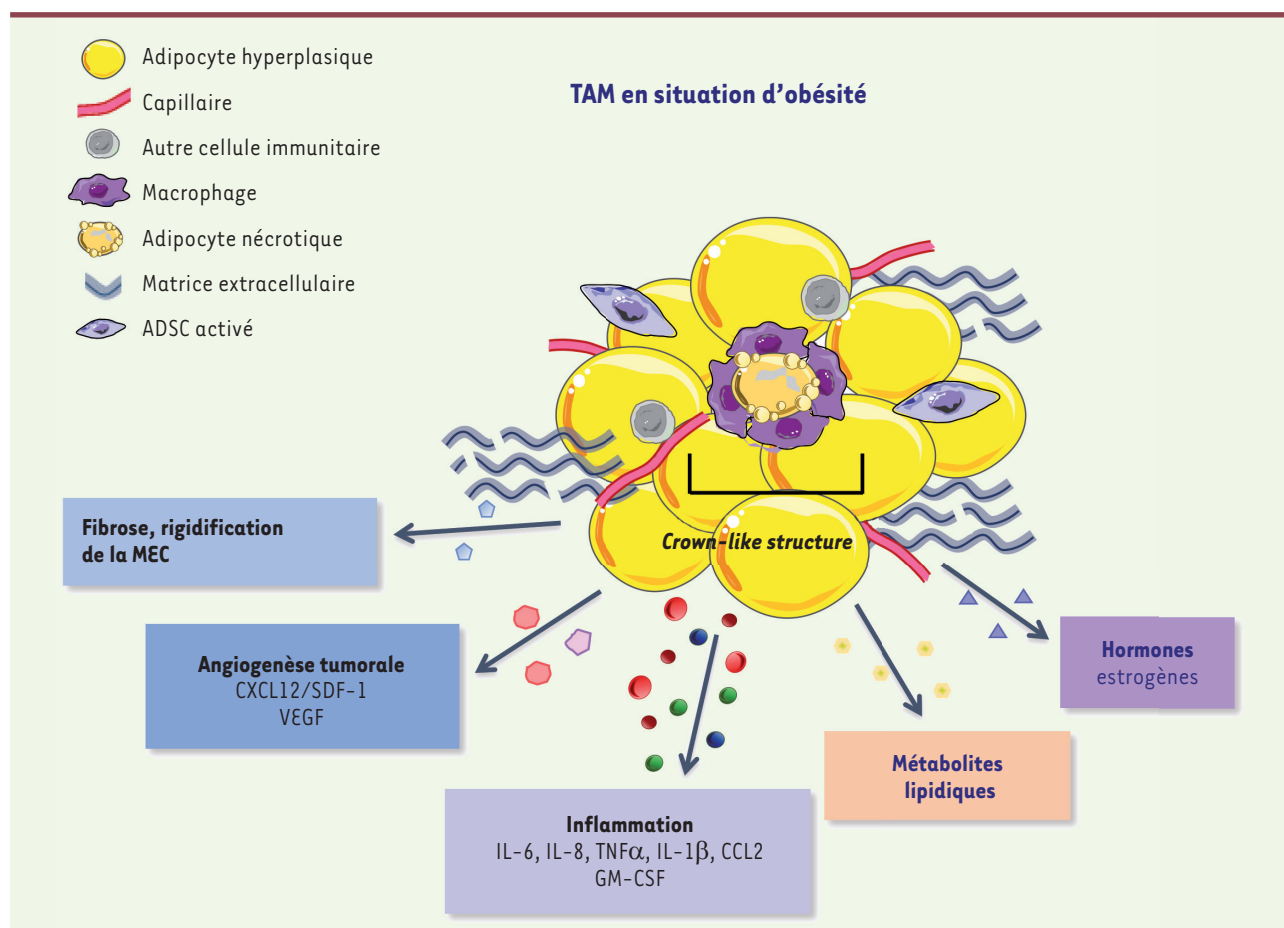 Adipocyte hyperplasique
Capillaire
Autre cellule immunitaire
Macrophage
Adipocyte nécrotique
Matrice extracellulaire
ADSC activé
TAM en situation d'obésité
Crown-like structure
Fibrose, rigidification
de la MEC
Angiogenèse tumorale
CXCL12/SDF-1
VEGF
Inflammation
IL-6, IL-8, TNFα, IL-1β, CCL2
GM-CSF
Métabolites
lipidiques
Hormones
estrogènes